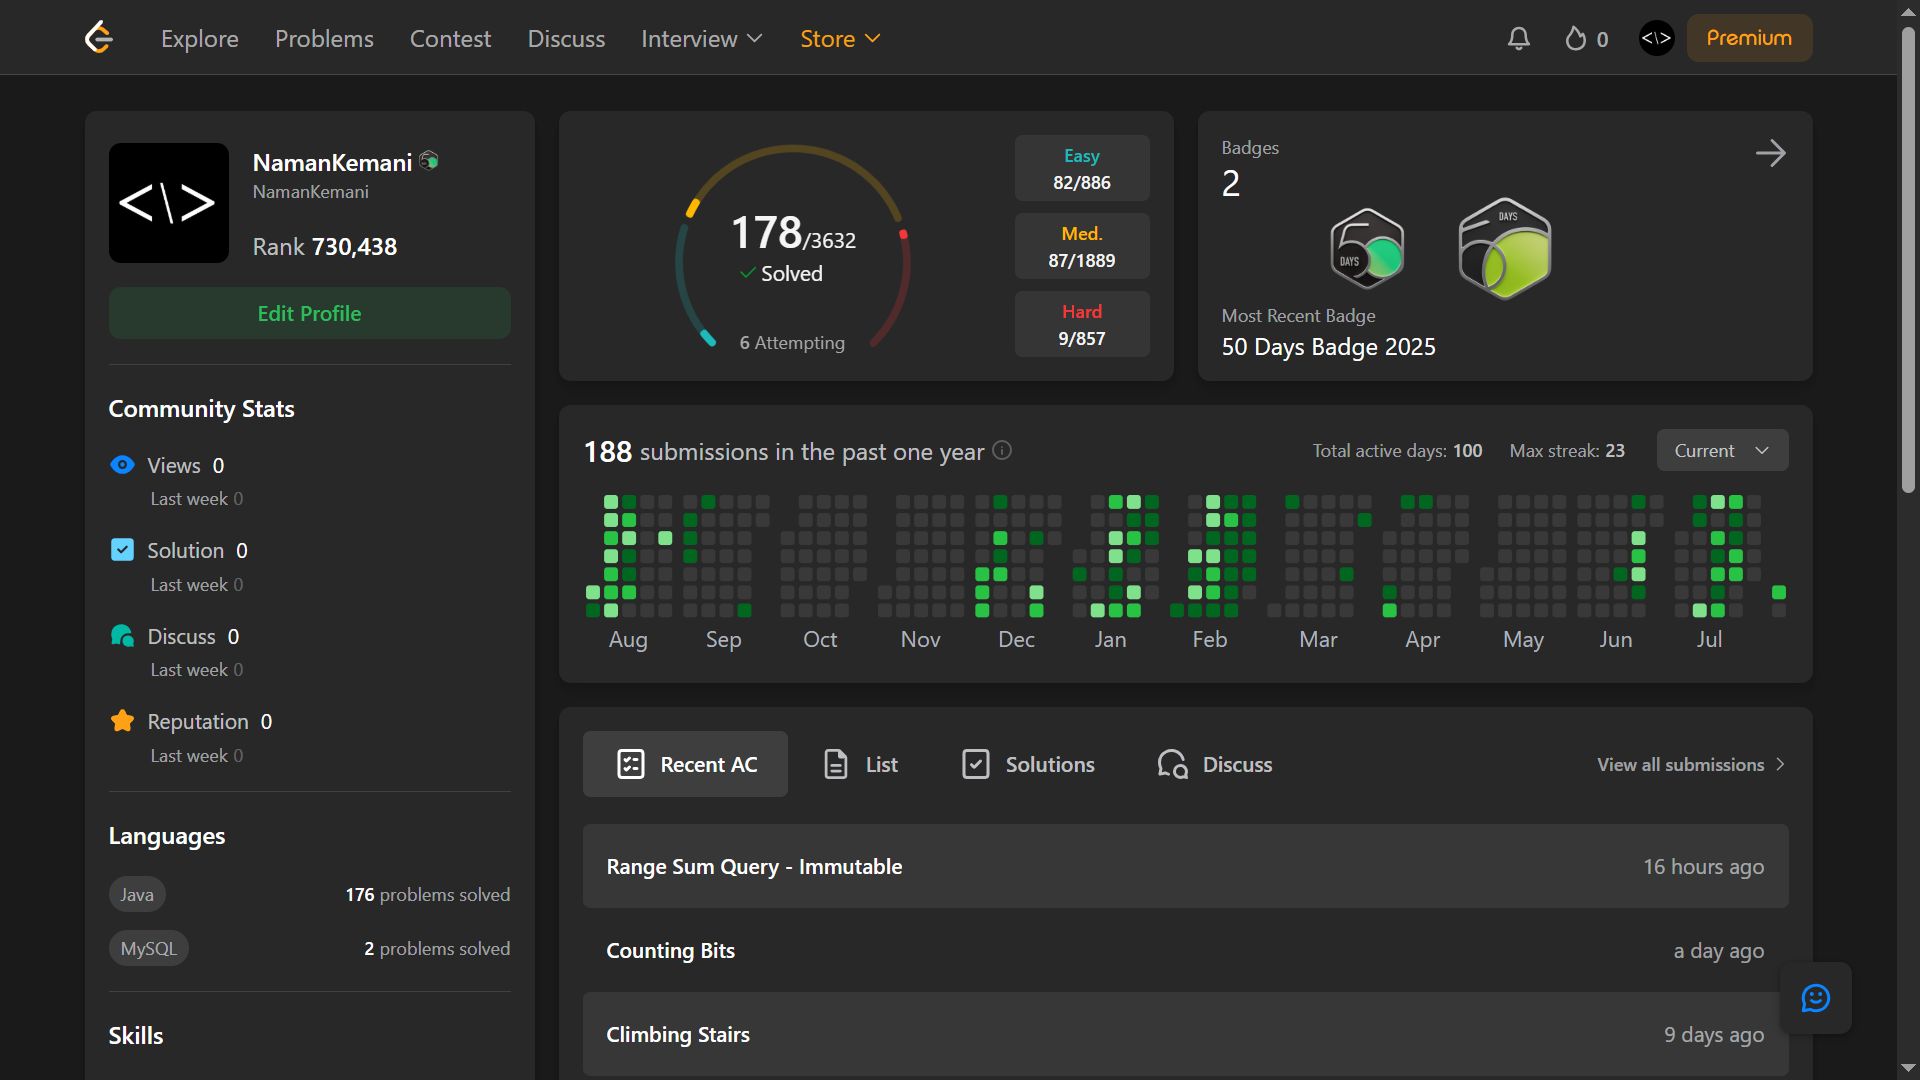 Explore Problems Contest Discuss Interview Store 0 <\> Premium
<\>
NamanKemani
NamanKemani
Rank 730,438
Edit Profile
Community Stats
Views 0
Last week 0
Solution 0
Last week 0
Discuss 0
Last week 0
Reputation 0
Last week 0
Languages
Java 176 problems solved
MySQL 2 problems solved
Skills
178/3632
Solved
6 Attempting
Easy
82/886
Med.
87/1889
Hard
9/857
Badges
2
50 DAYS
DAYS 50
Most Recent Badge
50 Days Badge 2025
188 submissions in the past one year Total active days: 100 Max streak: 23 Current
Aug Sep Oct Nov Dec Jan Feb Mar Apr May Jun Jul
Recent AC List Solutions Discuss View all submissions
Range Sum Query - Immutable 16 hours ago
Counting Bits a day ago
Climbing Stairs 9 days ago